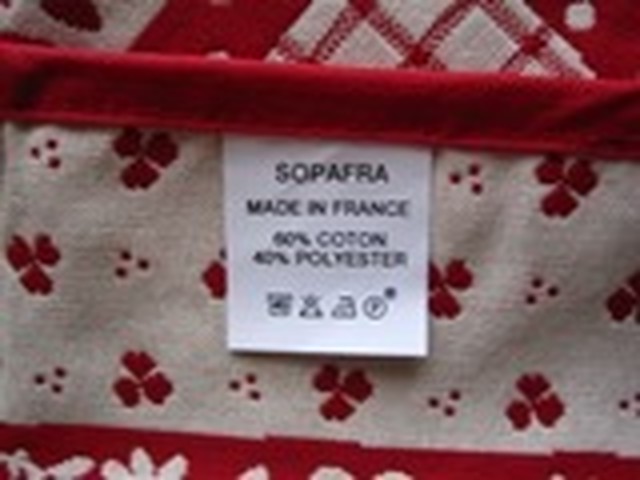 SOPAFRA
MADE IN FRANCE
60% COTON
40% POLYESTER